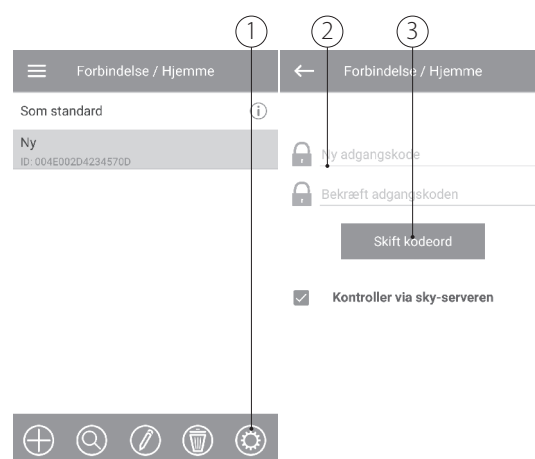 1
2
3
Forbindelse / Hjemme
Som standard
i
Ny
ID: 004E002D4234570D
Forbindelse / Hjemme
Ny adgangskode
Bekræft adgangskoden
Skift kodeord
Kontroller via sky-serveren